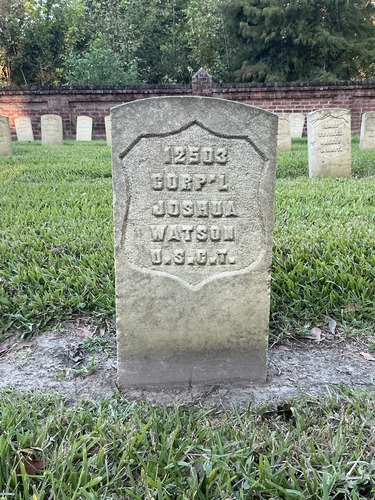 12503
CORP'L
JOSHUA
WATSON
U.S.C.T.